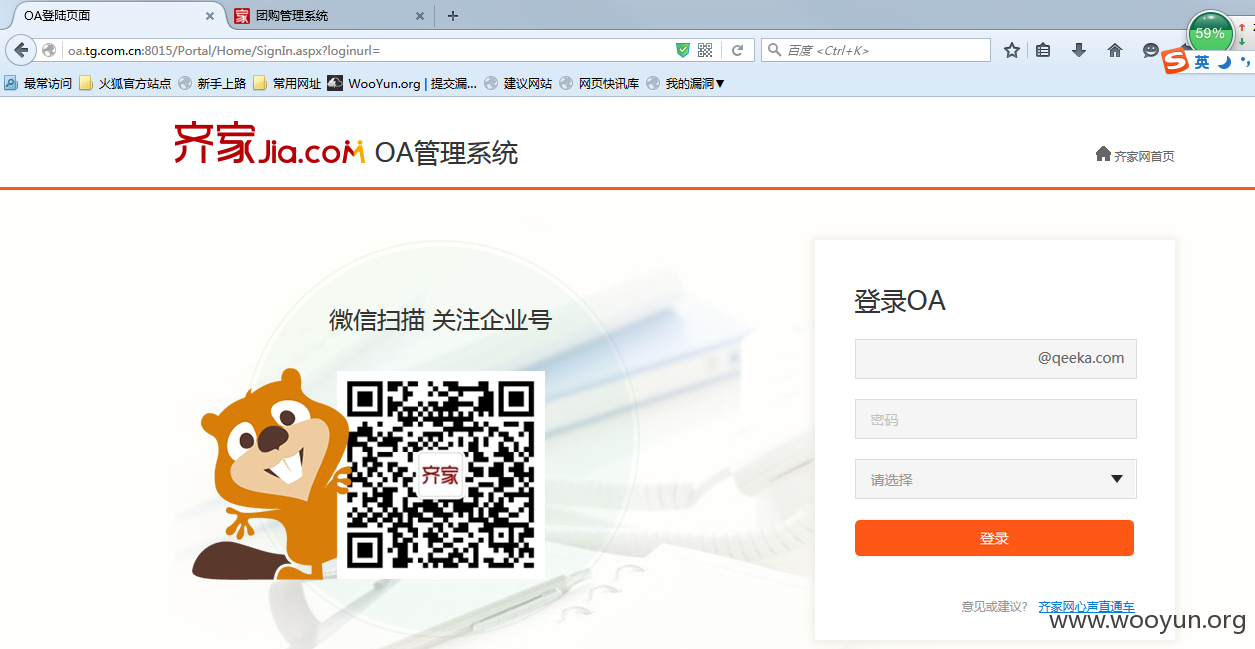 OA登陆页面
家 团购管理系统
oa.tg.com.cn:8015/Portal/Home/SignIn.aspx?loginurl=
百度 <Ctrl+K>
59%
英
最常访问 火狐官方站点 新手上路 常用网址 WooYun.org | 提交漏... 建议网站 网页快讯库 我的漏洞
齐家Jia.com OA管理系统
齐家网首页
登录OA
@qeeka.com
密码
请选择
登录
意见或建议? 齐家网心声直通车
微信扫描 关注企业号
齐家
www.wooyun.org